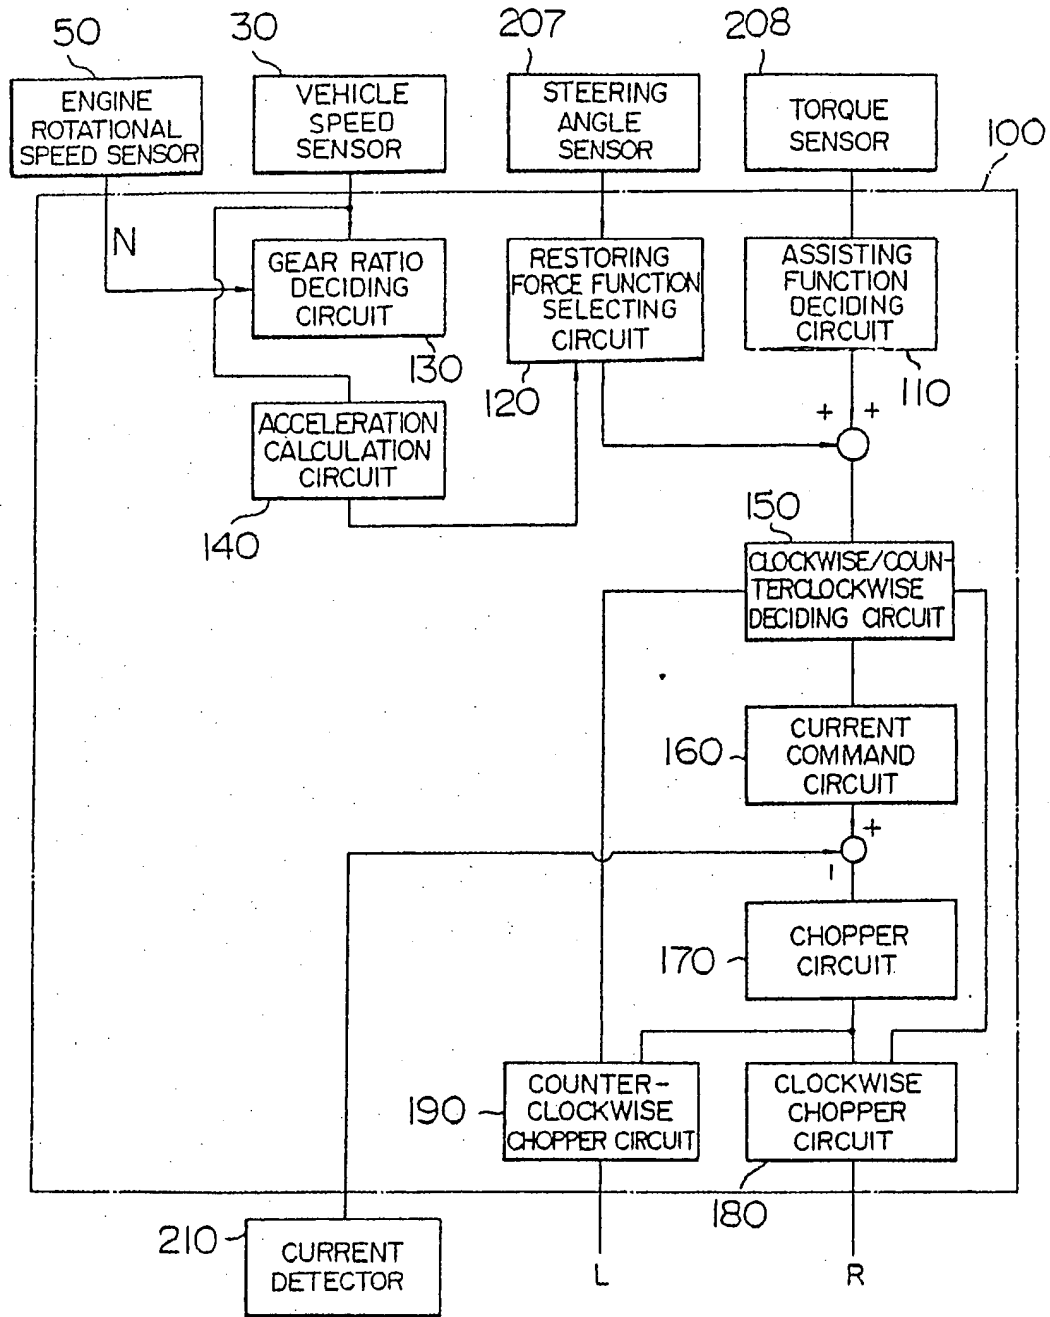 50
30
207
208
ENGINE
ROTATIONAL
SPEED SENSOR
VEHICLE
SPEED
SENSOR
STEERING
ANGLE
SENSOR
TORQUE
SENSOR
100
N
GEAR RATIO
DECIDING
CIRCUIT
130
RESTORING
FORCE FUNCTION
SELECTING
CIRCUIT
120
ASSISTING
FUNCTION
DECIDING
CIRCUIT
110
+ +
ACCELERATION
CALCULATION
CIRCUIT
140
150
CLOCKWISE/COUN-
TERCLOCKWISE
DECIDING CIRCUIT
160
CURRENT
COMMAND
CIRCUIT
+
-
170
CHOPPER
CIRCUIT
190
COUNTER-
CLOCKWISE
CHOPPER CIRCUIT
CLOCKWISE
CHOPPER
CIRCUIT
180
210
CURRENT
DETECTOR
L
R